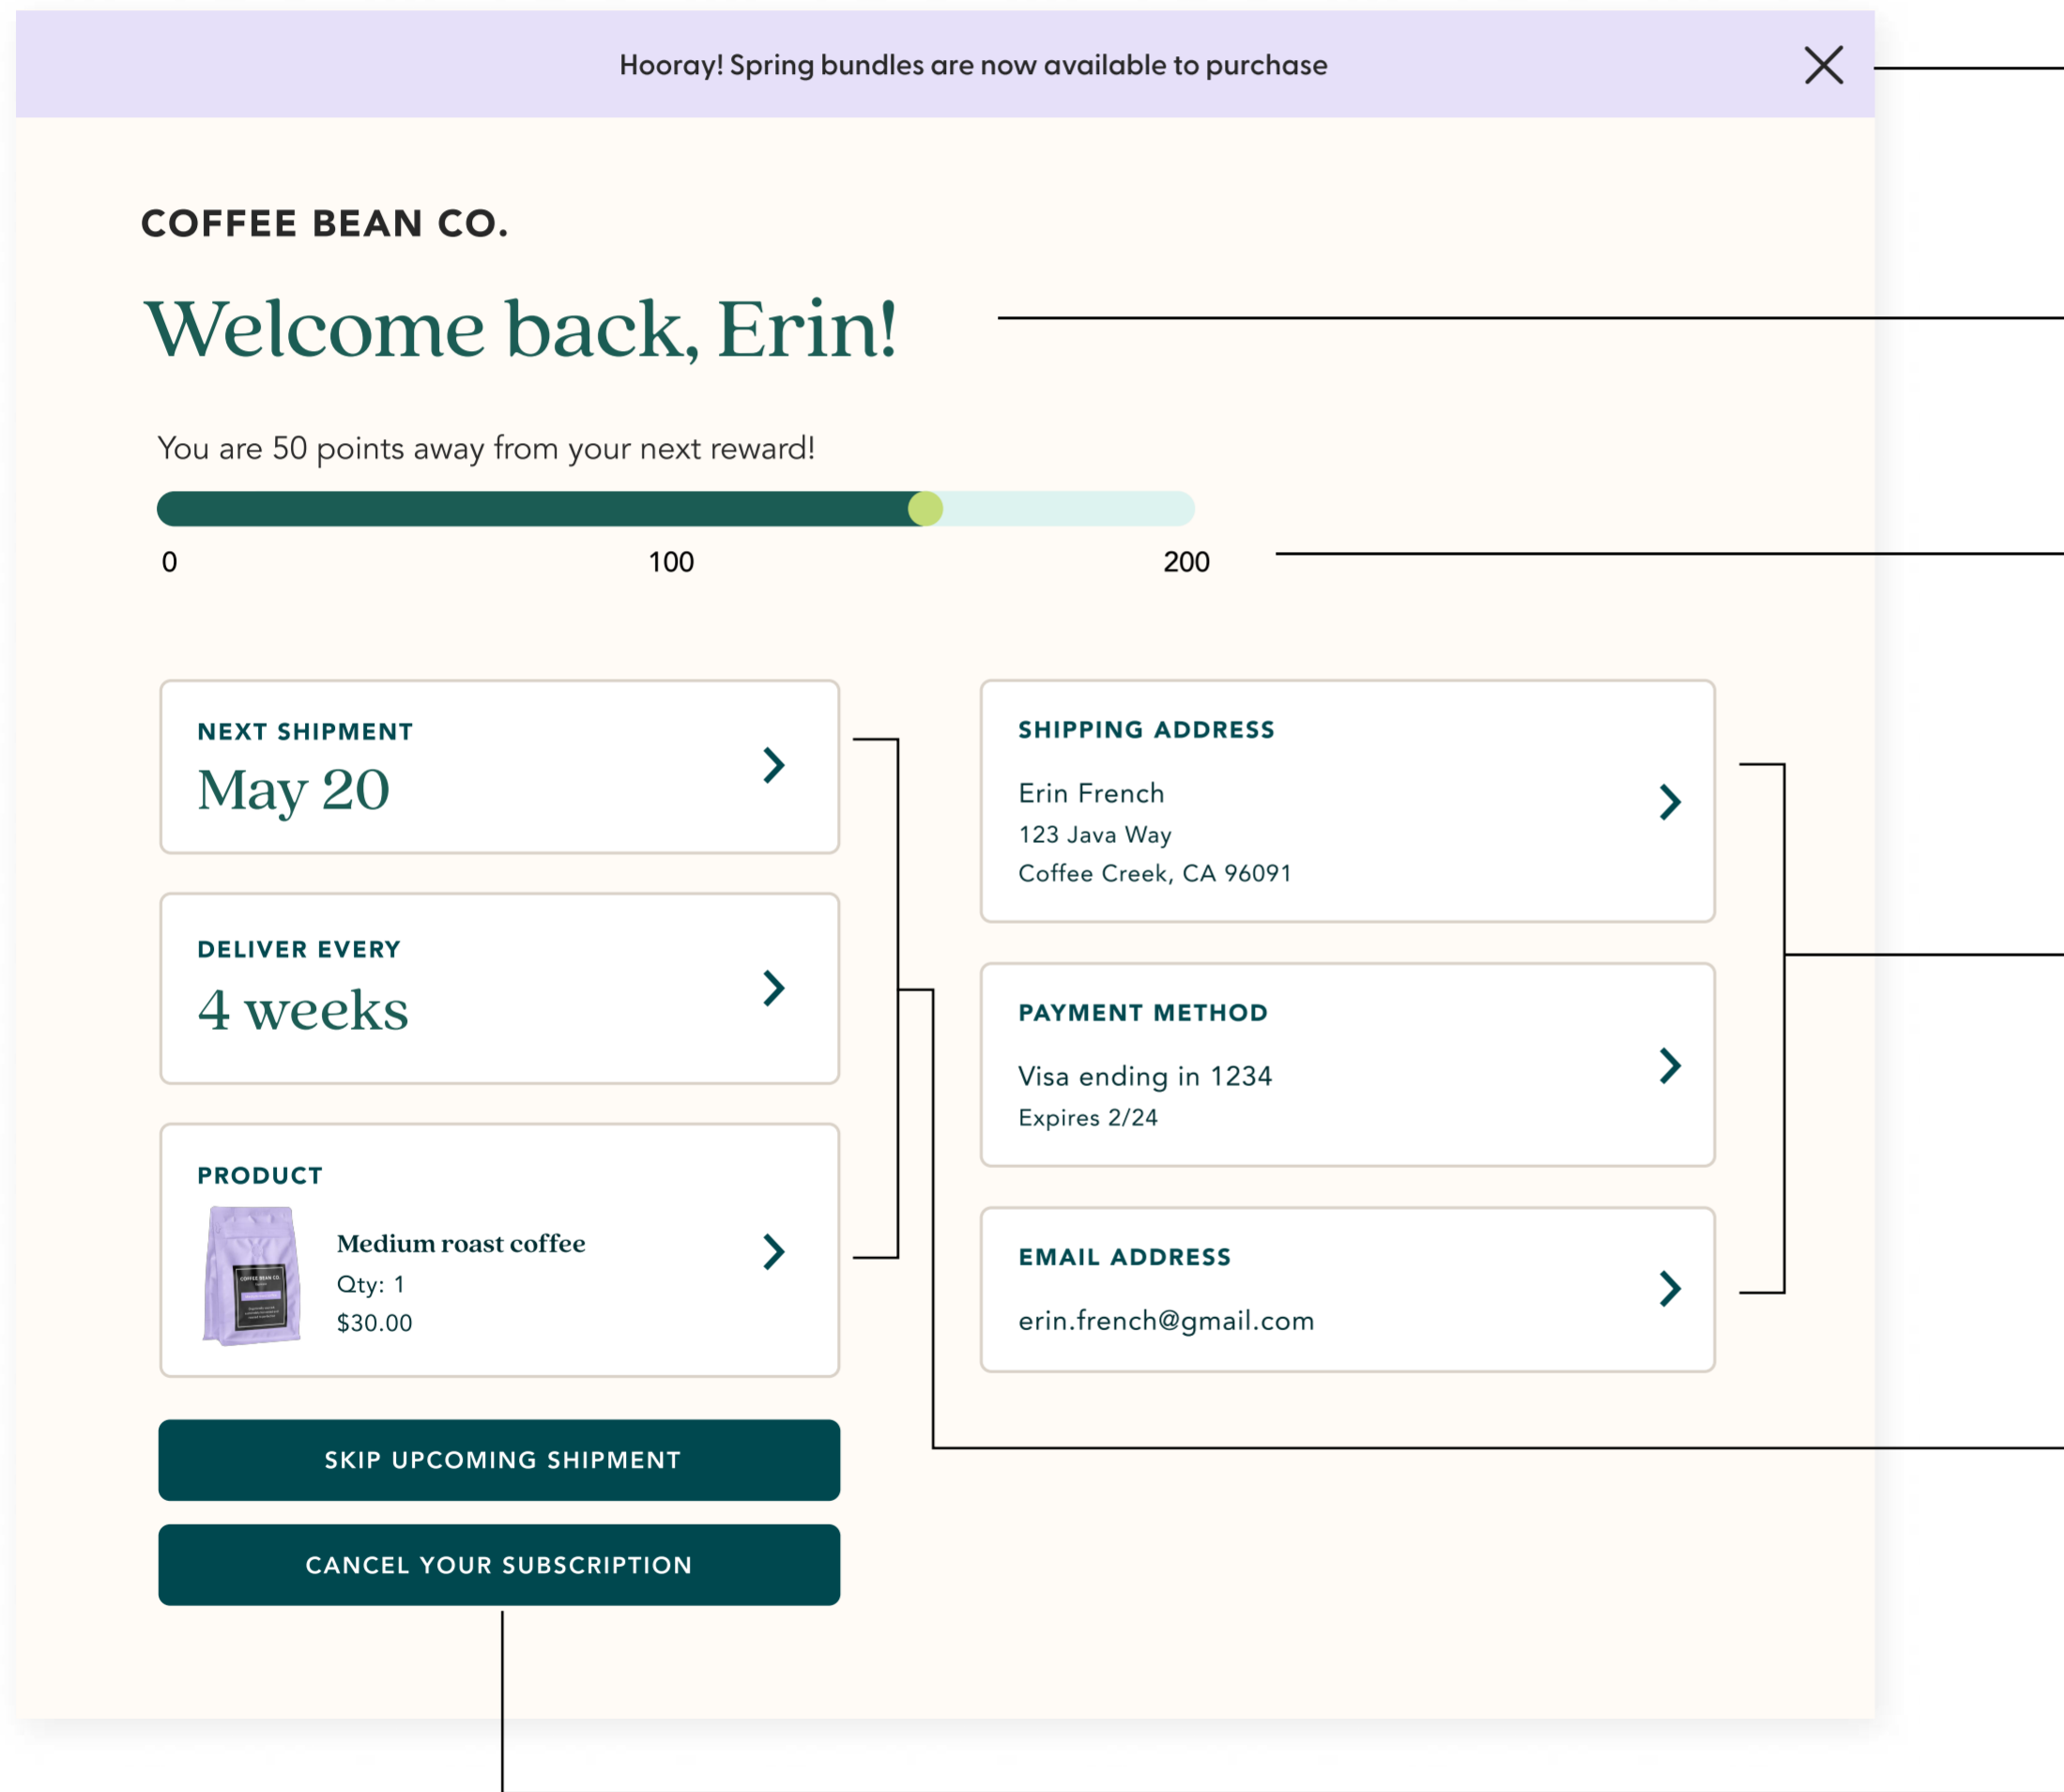 Hooray! Spring bundles are now available to purchase
COFFEE BEAN CO.
Welcome back, Erin!
You are 50 points away from your next reward!
0 100 200
NEXT SHIPMENT
May 20
DELIVER EVERY
4 weeks
PRODUCT
COFFEE BEAN CO.
Medium roast coffee
Qty: 1
$30.00
SKIP UPCOMING SHIPMENT
CANCEL YOUR SUBSCRIPTION
SHIPPING ADDRESS
Erin French
123 Java Way
Coffee Creek, CA 96091
PAYMENT METHOD
Visa ending in 1234
Expires 2/24
EMAIL ADDRESS
erin.french@gmail.com